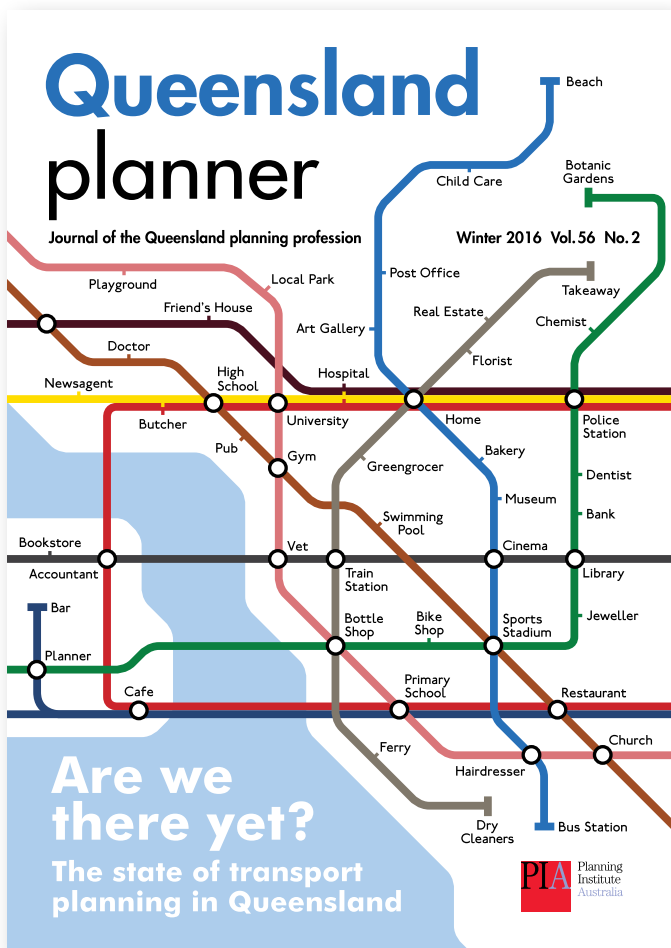 Queensland
planner
Journal of the Queensland planning profession
Winter 2016 Vol.56 No.2
Beach
Child Care
Botanic
Gardens
Playground
Local Park
Post Office
Takeaway
Friend's House
Real Estate
Chemist
Art Gallery
Doctor
Florist
High
School
Hospital
Newsagent
Butcher
University
Home
Police
Station
Pub
Gym
Greengrocer
Bakery
Dentist
Museum
Bank
Swimming
Pool
Bookstore
Accountant
Vet
Train
Station
Cinema
Library
Bar
Bottle
Shop
Bike
Shop
Sports
Stadium
Jeweller
Planner
Cafe
Primary
School
Restaurant
Ferry
Hairdresser
Church
Dry
Cleaners
Bus Station
Are we
there yet?
The state of transport
planning in Queensland
PIA
Planning
Institute
Australia